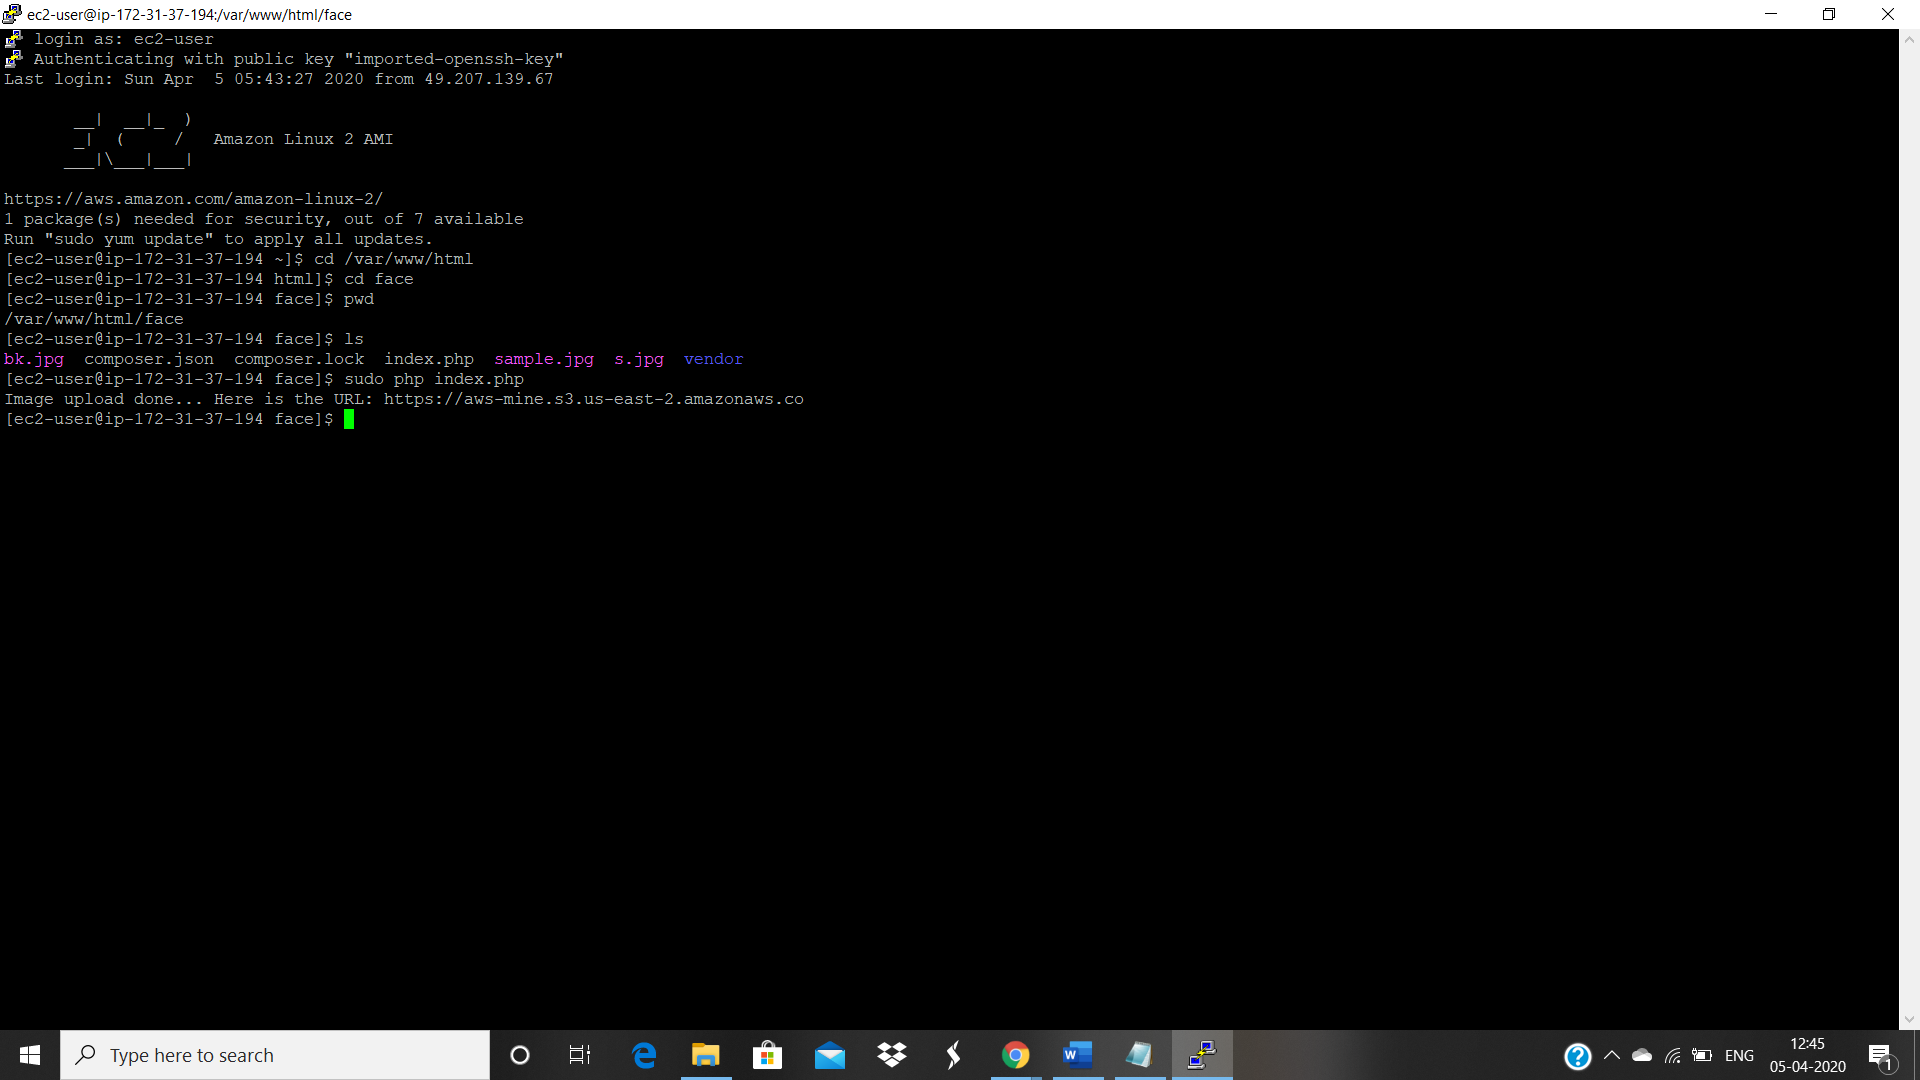 ec2-user@ip-172-31-37-194:/var/www/html/face
login as: ec2-user
Authenticating with public key "imported-openssh-key"
Last login: Sun Apr  5 05:43:27 2020 from 49.207.139.67
       __|  __|_  )
       _|  (     /   Amazon Linux 2 AMI
      ___|\___|___|
https://aws.amazon.com/amazon-linux-2/
1 package(s) needed for security, out of 7 available
Run "sudo yum update" to apply all updates.
[ec2-user@ip-172-31-37-194 ~]$ cd /var/www/html
[ec2-user@ip-172-31-37-194 html]$ cd face
[ec2-user@ip-172-31-37-194 face]$ pwd
/var/www/html/face
[ec2-user@ip-172-31-37-194 face]$ ls
bk.jpg  composer.json  composer.lock  index.php  sample.jpg  s.jpg  vendor
[ec2-user@ip-172-31-37-194 face]$ sudo php index.php
Image upload done... Here is the URL: https://aws-mine.s3.us-east-2.amazonaws.co
[ec2-user@ip-172-31-37-194 face]$
Type here to search
ENG
12:45
05-04-2020
1